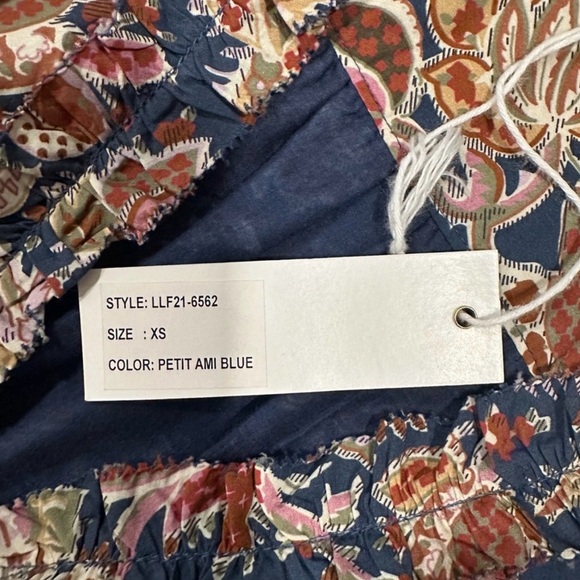 STYLE: LLF21-6562
SIZE : XS
COLOR: PETIT AMI BLUE